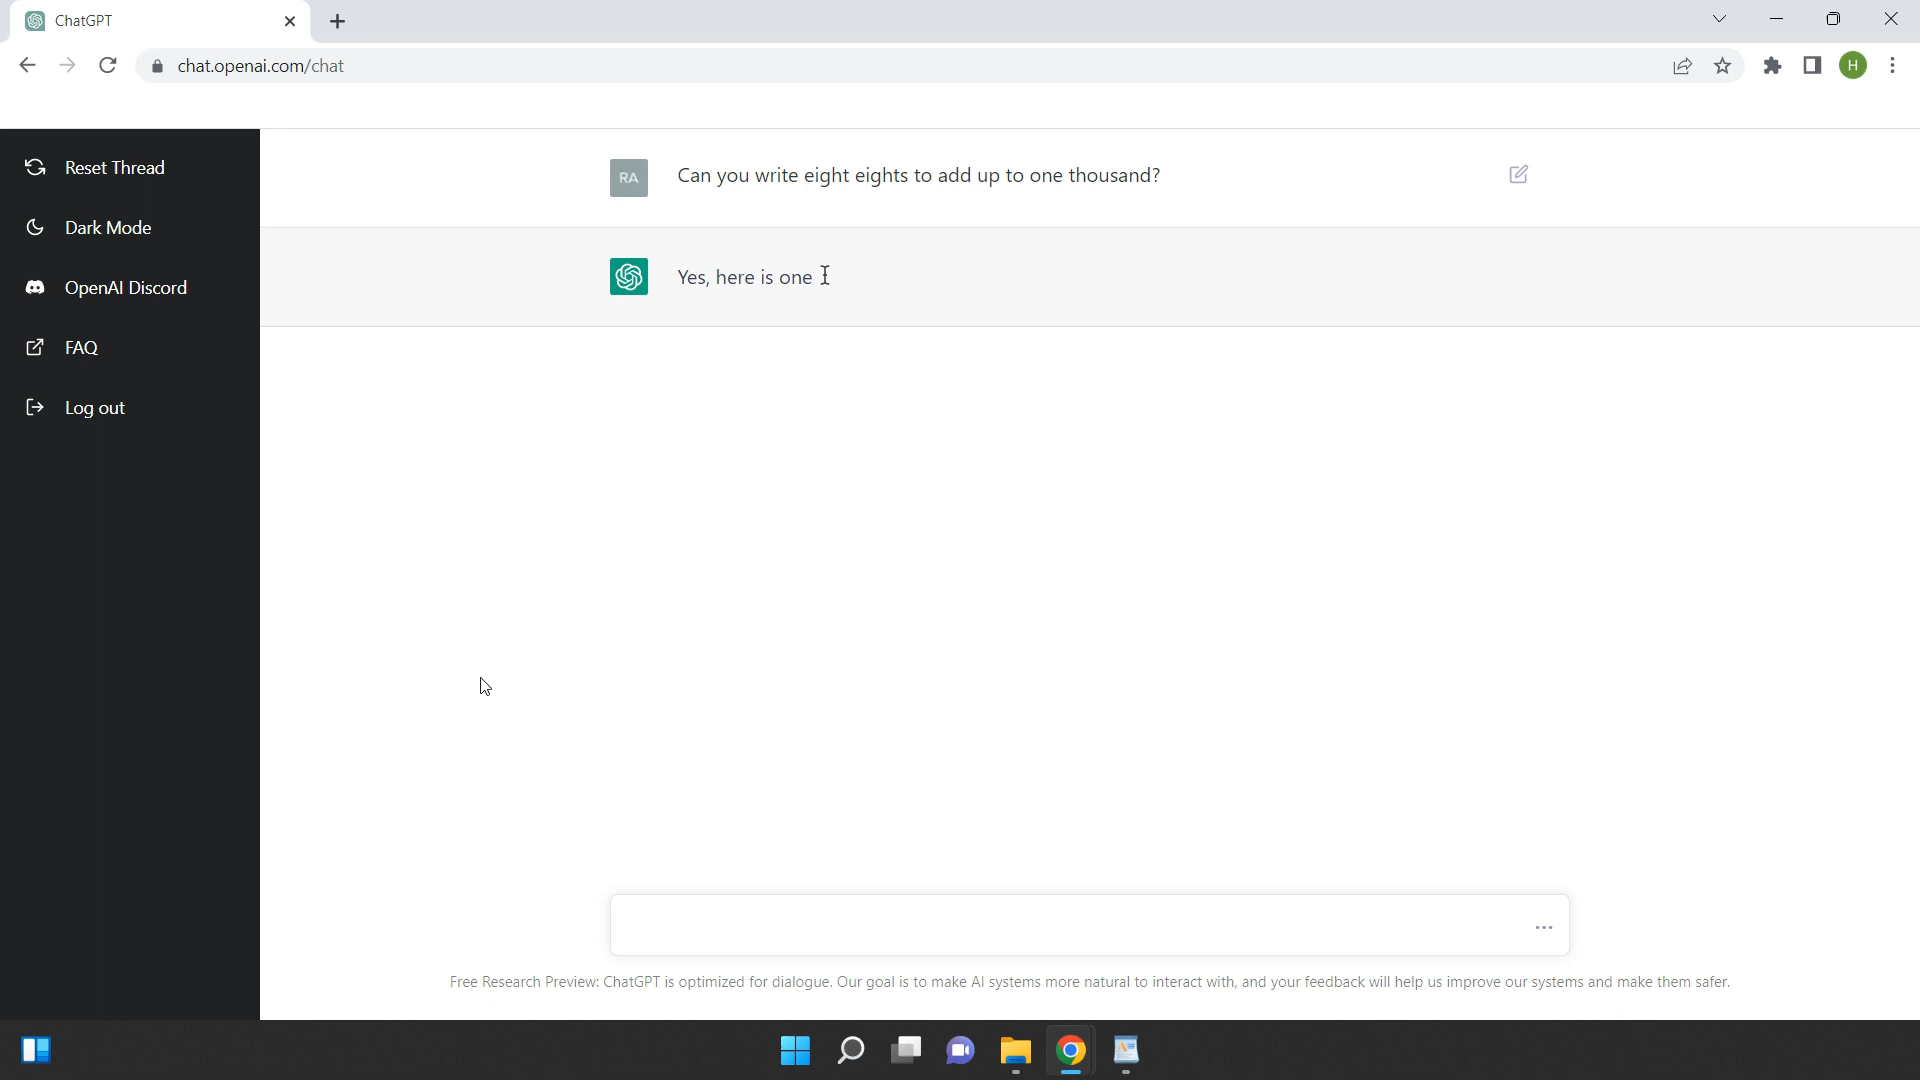 ChatGPT
chat.openai.com/chat
H
Reset Thread
Dark Mode
OpenAI Discord
FAQ
Log out
RA
Can you write eight eights to add up to one thousand?
Yes, here is one
Free Research Preview: ChatGPT is optimized for dialogue. Our goal is to make AI systems more natural to interact with, and your feedback will help us improve our systems and make them safer.